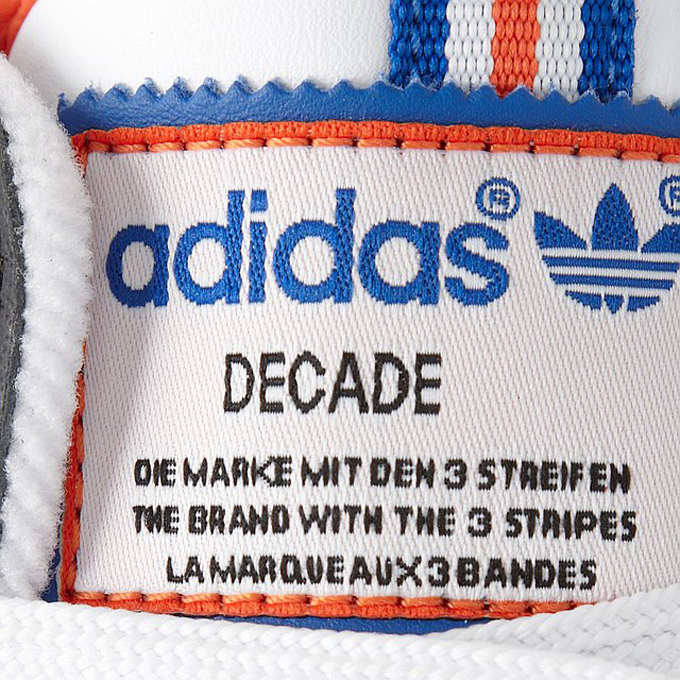 adidas®
®
DECADE
DIE MARKE MIT DEN 3 STREIFEN
THE BRAND WITH THE 3 STRIPES
LA MARQUE AUX 3 BANDES